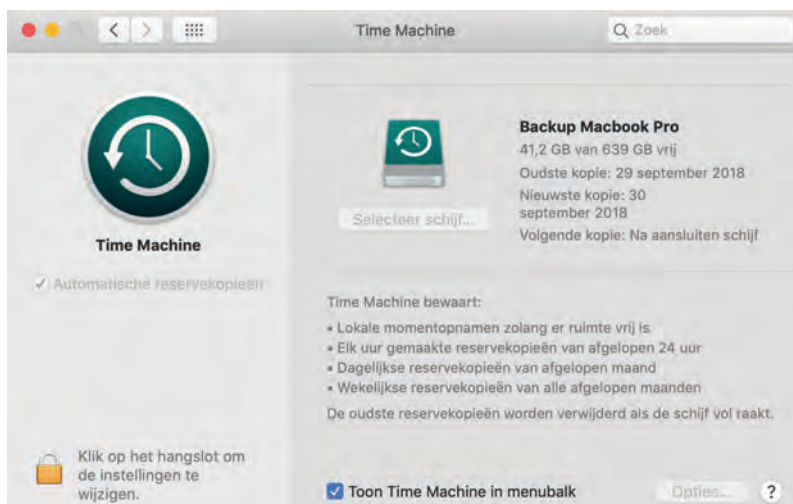 Time Machine
Zoek
Time Machine
Automatische reservekopieën
Klik op het hangslot om
de instellingen te
wijzigen.
Selecteer schijf...
Backup Macbook Pro
41,2 GB van 639 GB vrij
Oudste kopie: 29 september 2018
Nieuwste kopie: 30
september 2018
Volgende kopie: Na aansluiten schijf
Time Machine bewaart:
• Lokale momentopnamen zolang er ruimte vrij is
• Elk uur gemaakte reservekopieën van afgelopen 24 uur
• Dagelijkse reservekopieën van afgelopen maand
• Wekelijkse reservekopieën van alle afgelopen maanden
De oudste reservekopieën worden verwijderd als de schijf vol raakt.
Toon Time Machine in menubalk
Opties...
?